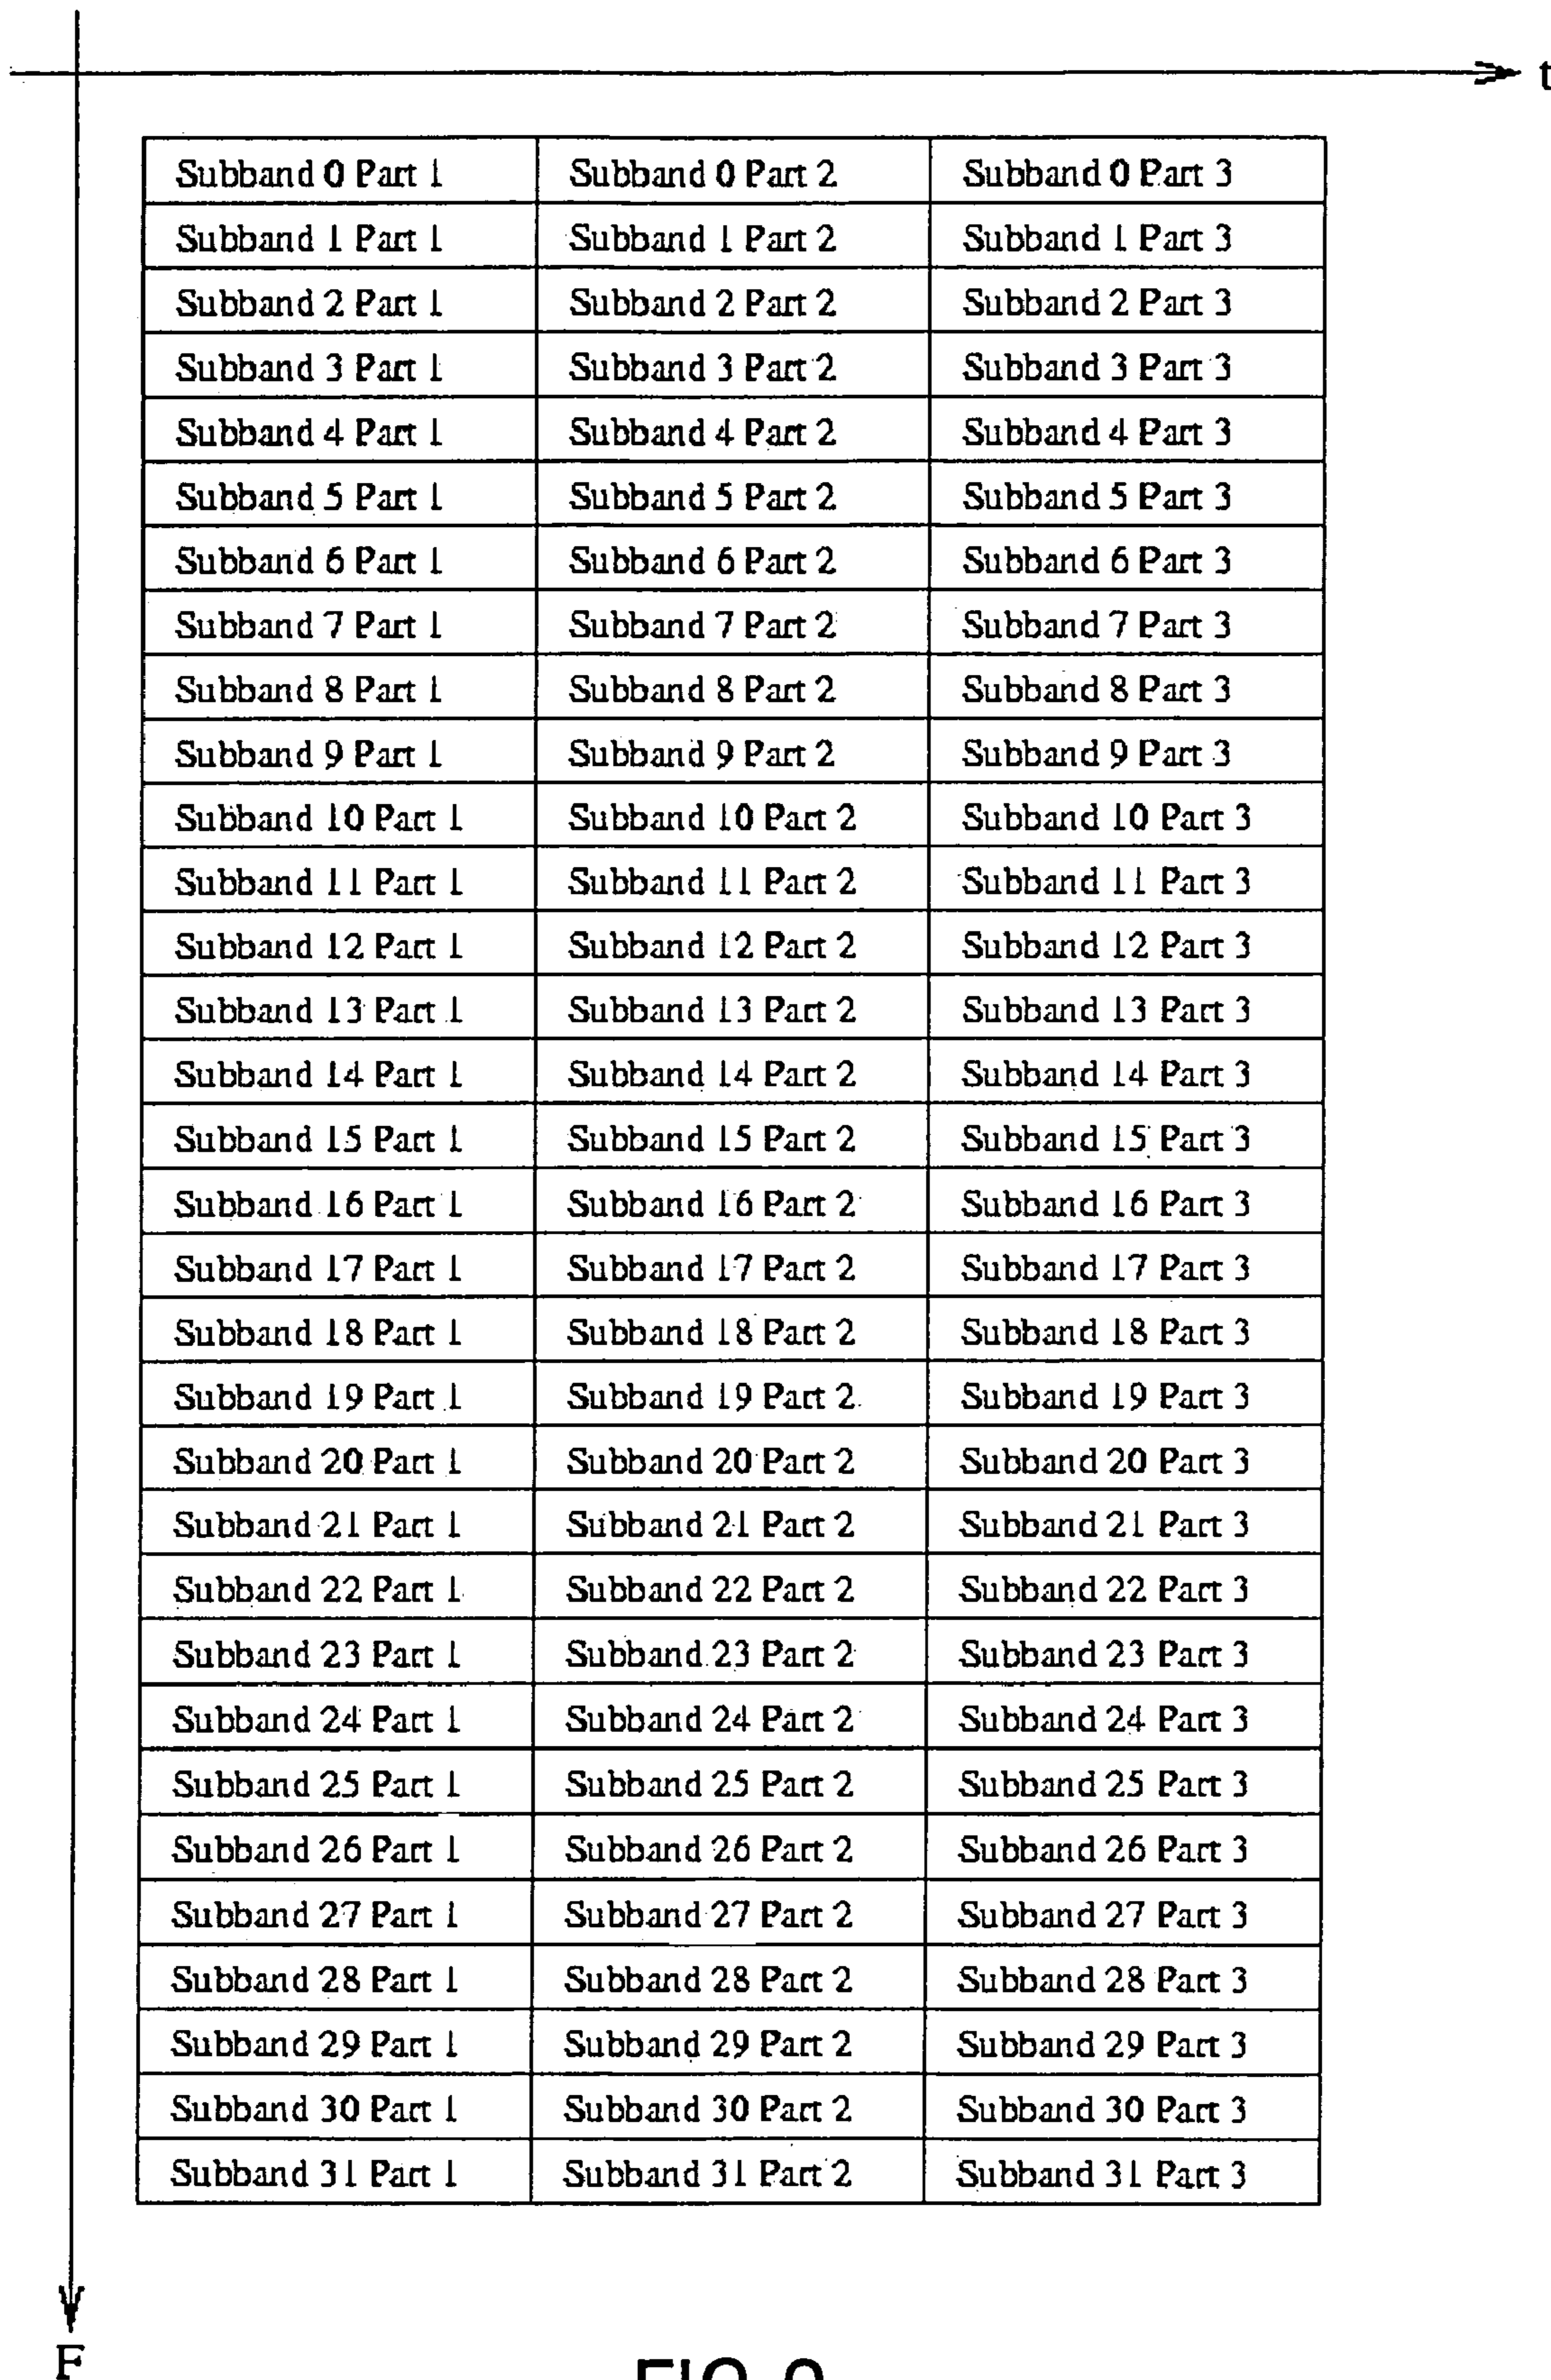 t
Subband 0 Part 1 Subband 0 Part 2 Subband 0 Part 3
Subband 1 Part 1 Subband 1 Part 2 Subband 1 Part 3
Subband 2 Part 1 Subband 2 Part 2 Subband 2 Part 3
Subband 3 Part 1 Subband 3 Part 2 Subband 3 Part 3
Subband 4 Part 1 Subband 4 Part 2 Subband 4 Part 3
Subband 5 Part 1 Subband 5 Part 2 Subband 5 Part 3
Subband 6 Part 1 Subband 6 Part 2 Subband 6 Part 3
Subband 7 Part 1 Subband 7 Part 2 Subband 7 Part 3
Subband 8 Part 1 Subband 8 Part 2 Subband 8 Part 3
Subband 9 Part 1 Subband 9 Part 2 Subband 9 Part 3
Subband 10 Part 1 Subband 10 Part 2 Subband 10 Part 3
Subband 11 Part 1 Subband 11 Part 2 Subband 11 Part 3
Subband 12 Part 1 Subband 12 Part 2 Subband 12 Part 3
Subband 13 Part 1 Subband 13 Part 2 Subband 13 Part 3
Subband 14 Part 1 Subband 14 Part 2 Subband 14 Part 3
Subband 15 Part 1 Subband 15 Part 2 Subband 15 Part 3
Subband 16 Part 1 Subband 16 Part 2 Subband 16 Part 3
Subband 17 Part 1 Subband 17 Part 2 Subband 17 Part 3
Subband 18 Part 1 Subband 18 Part 2 Subband 18 Part 3
Subband 19 Part 1 Subband 19 Part 2 Subband 19 Part 3
Subband 20 Part 1 Subband 20 Part 2 Subband 20 Part 3
Subband 21 Part 1 Subband 21 Part 2 Subband 21 Part 3
Subband 22 Part 1 Subband 22 Part 2 Subband 22 Part 3
Subband 23 Part 1 Subband 23 Part 2 Subband 23 Part 3
Subband 24 Part 1 Subband 24 Part 2 Subband 24 Part 3
Subband 25 Part 1 Subband 25 Part 2 Subband 25 Part 3
Subband 26 Part 1 Subband 26 Part 2 Subband 26 Part 3
Subband 27 Part 1 Subband 27 Part 2 Subband 27 Part 3
Subband 28 Part 1 Subband 28 Part 2 Subband 28 Part 3
Subband 29 Part 1 Subband 29 Part 2 Subband 29 Part 3
Subband 30 Part 1 Subband 30 Part 2 Subband 30 Part 3
Subband 31 Part 1 Subband 31 Part 2 Subband 31 Part 3
F